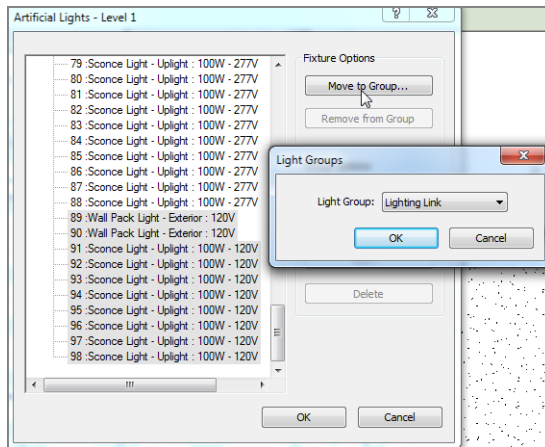 Artificial Lights - Level 1
79 :Sconce Light - Uplight : 100W - 277V
80 :Sconce Light - Uplight : 100W - 277V
81 :Sconce Light - Uplight : 100W - 277V
82 :Sconce Light - Uplight : 100W - 277V
83 :Sconce Light - Uplight : 100W - 277V
84 :Sconce Light - Uplight : 100W - 277V
85 :Sconce Light - Uplight : 100W - 277V
86 :Sconce Light - Uplight : 100W - 277V
87 :Sconce Light - Uplight : 100W - 277V
88 :Sconce Light - Uplight : 100W - 277V
89 :Wall Pack Light - Exterior : 120V
90 :Wall Pack Light - Exterior : 120V
91 :Sconce Light - Uplight : 100W - 120V
92 :Sconce Light - Uplight : 100W - 120V
93 :Sconce Light - Uplight : 100W - 120V
94 :Sconce Light - Uplight : 100W - 120V
95 :Sconce Light - Uplight : 100W - 120V
96 :Sconce Light - Uplight : 100W - 120V
97 :Sconce Light - Uplight : 100W - 120V
98 :Sconce Light - Uplight : 100W - 120V
Fixture Options
Move to Group...
Remove from Group
Light Groups
Light Group: Lighting Link
OK Cancel
Delete
OK Cancel